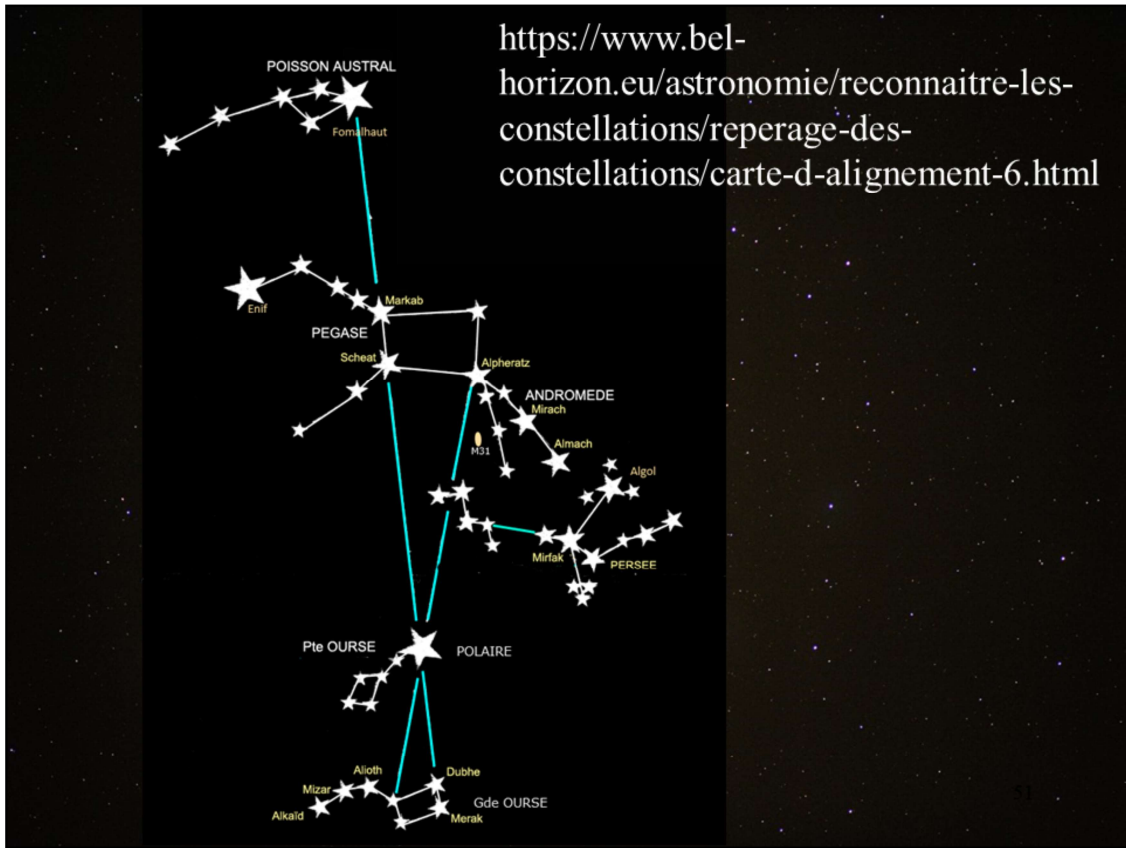 https://www.bel-
horizon.eu/astronomie/reconnaitre-les-
constellations/reperage-des-
constellations/carte-d-alignement-6.html
POISSON AUSTRAL
Fomalhaut
Enif
Markab
PEGASE
Scheat
Alpheratz
ANDROMEDE
Mirach
M31
Almach
Algol
Mirfak
PERSEE
Pte OURSE
POLAIRE
Alioth
Dubhe
Mizar
Gde OURSE
Alkaïd
Merak
51